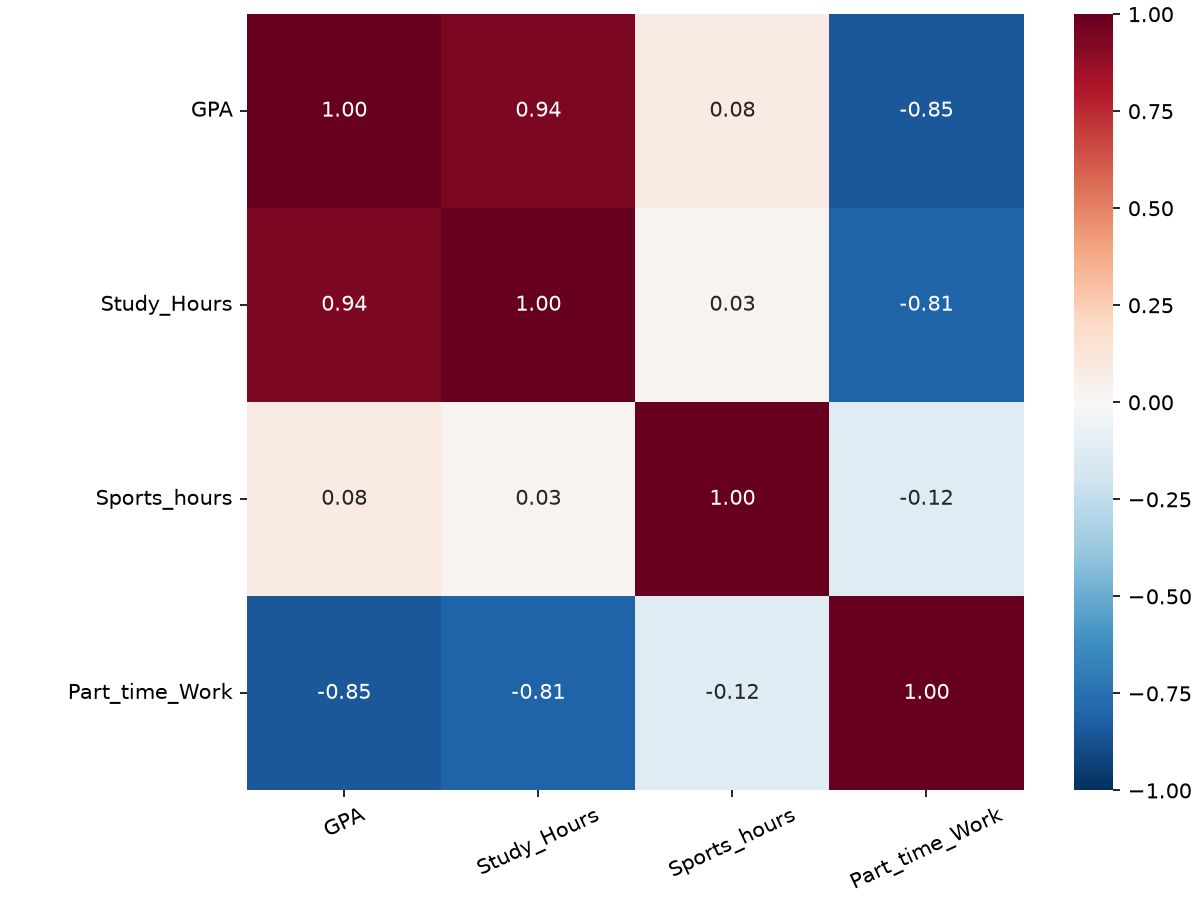 GPA 1.00 0.94 0.08 -0.85
Study_Hours 0.94 1.00 0.03 -0.81
Sports_hours 0.08 0.03 1.00 -0.12
Part_time_Work -0.85 -0.81 -0.12 1.00
GPA Study_Hours Sports_hours Part_time_Work
1.00
0.75
0.50
0.25
0.00
−0.25
−0.50
−0.75
−1.00